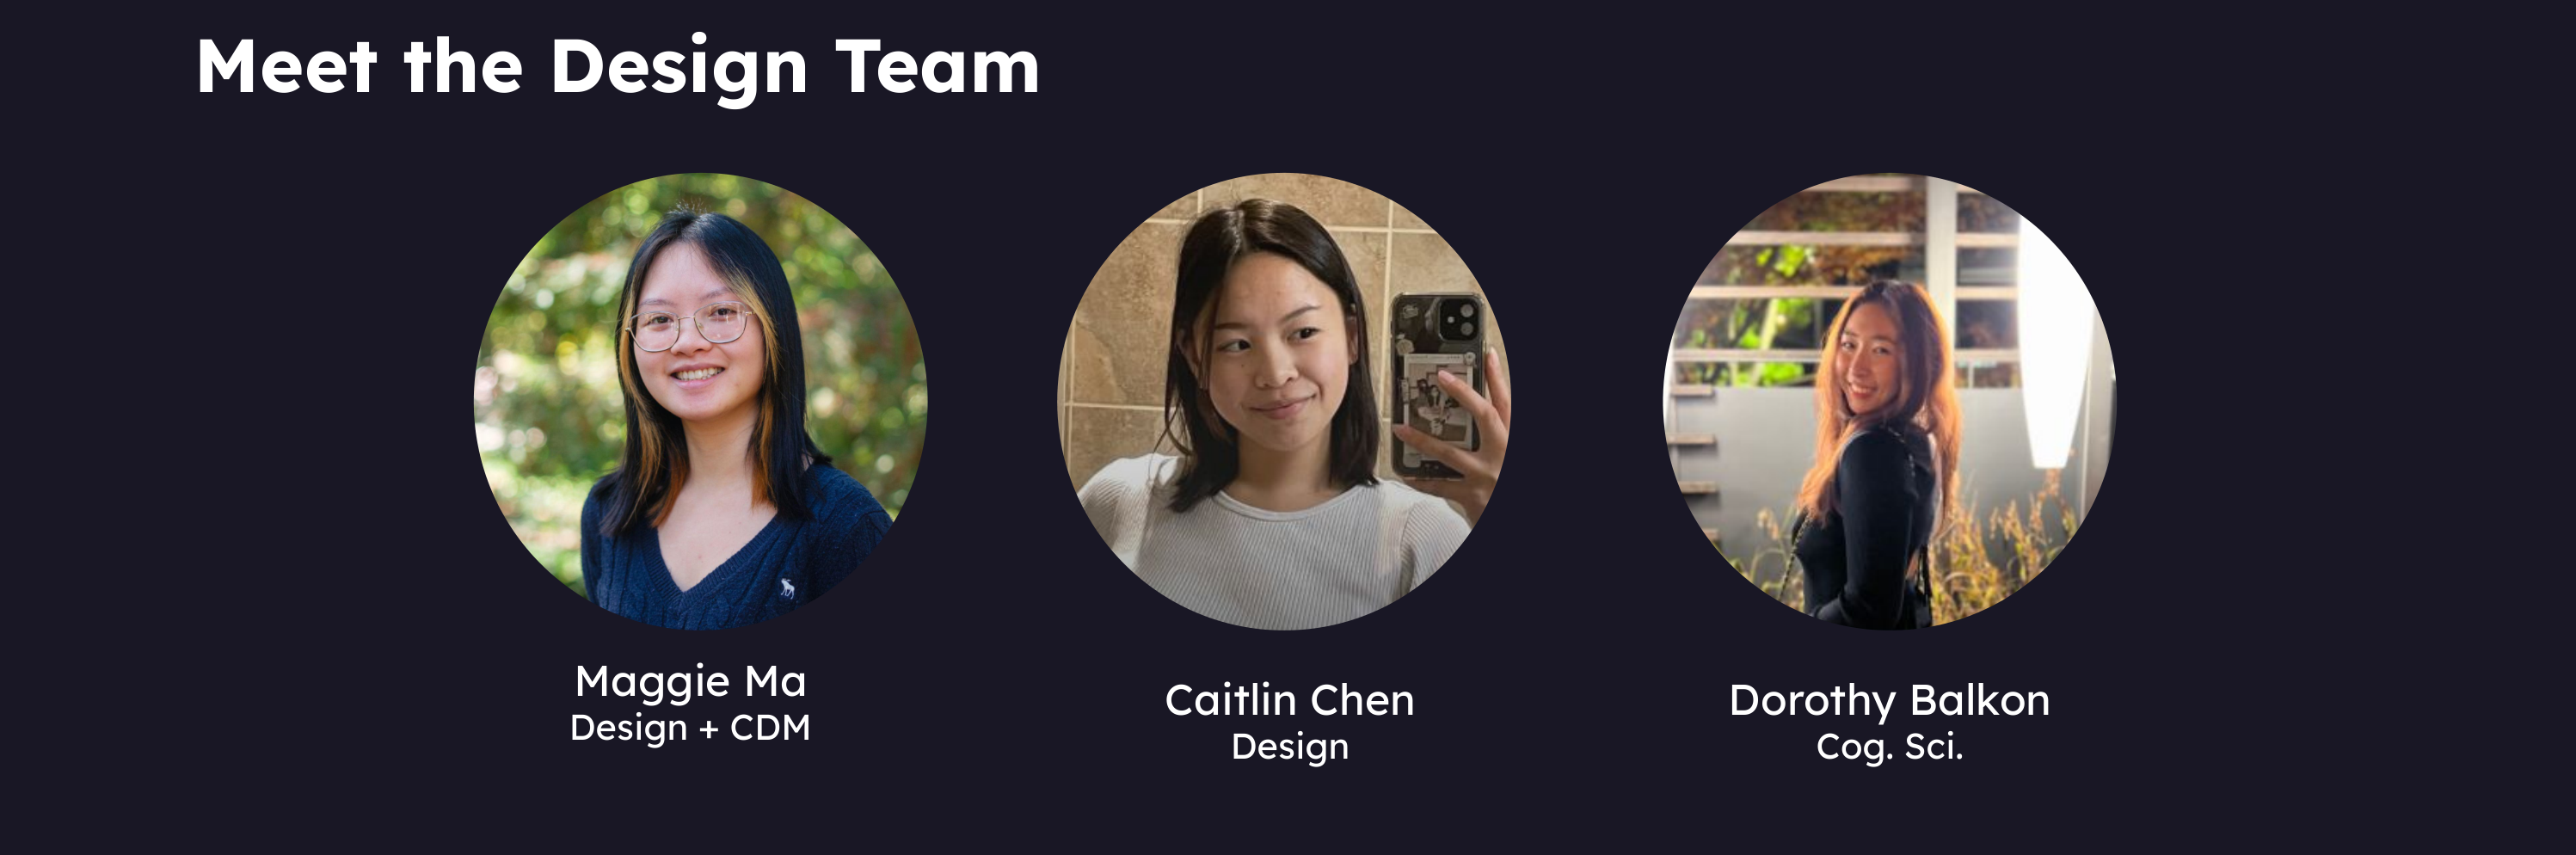 Meet the Design Team
Maggie Ma
Design + CDM
Caitlin Chen
Design
Dorothy Balkon
Cog. Sci.